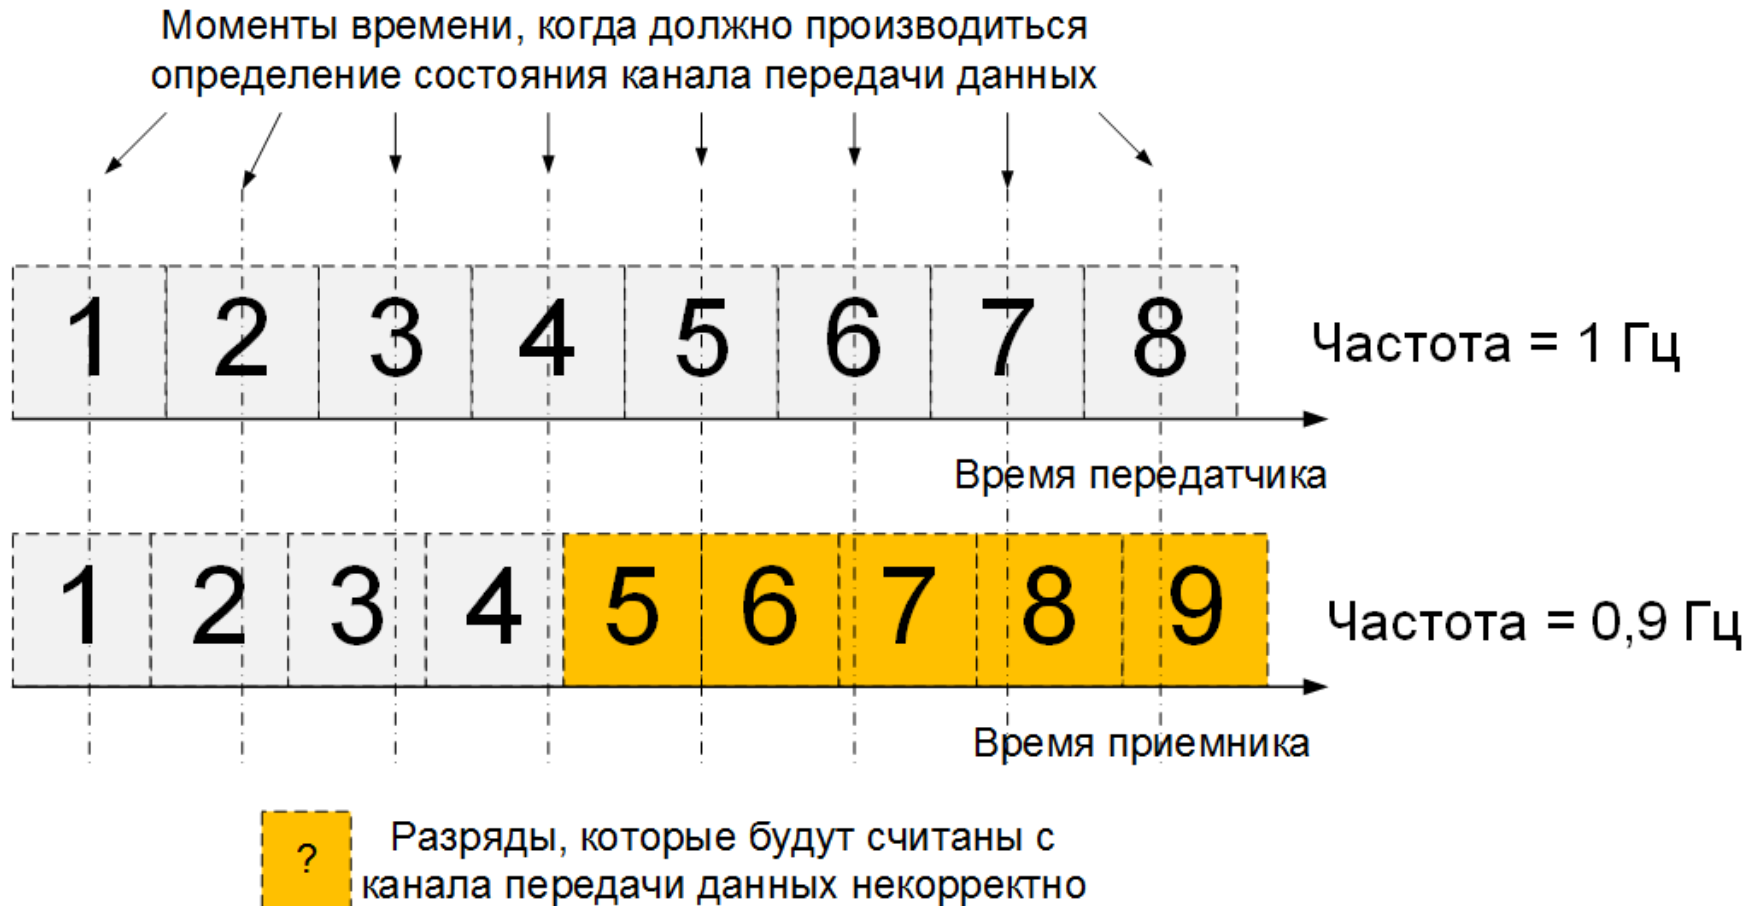 Моменты времени, когда должно производиться
определение состояния канала передачи данных
1 2 3 4 5 6 7 8 Частота = 1 Гц
Время передатчика
1 2 3 4 5 6 7 8 9 Частота = 0,9 Гц
Время приемника
? Разряды, которые будут считаны с
канала передачи данных некорректно